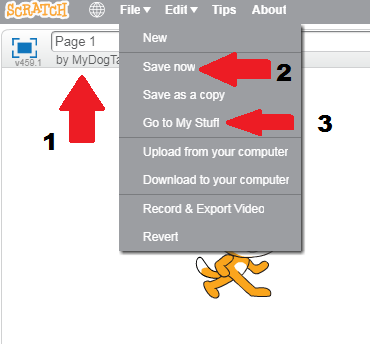 SCRATCH File Edit Tips About
Page 1
v459.1 by MyDogTa
New
Save now
Save as a copy
Go to My Stuff
Upload from your computer
Download to your computer
Record & Export Video
Revert
1
2
3